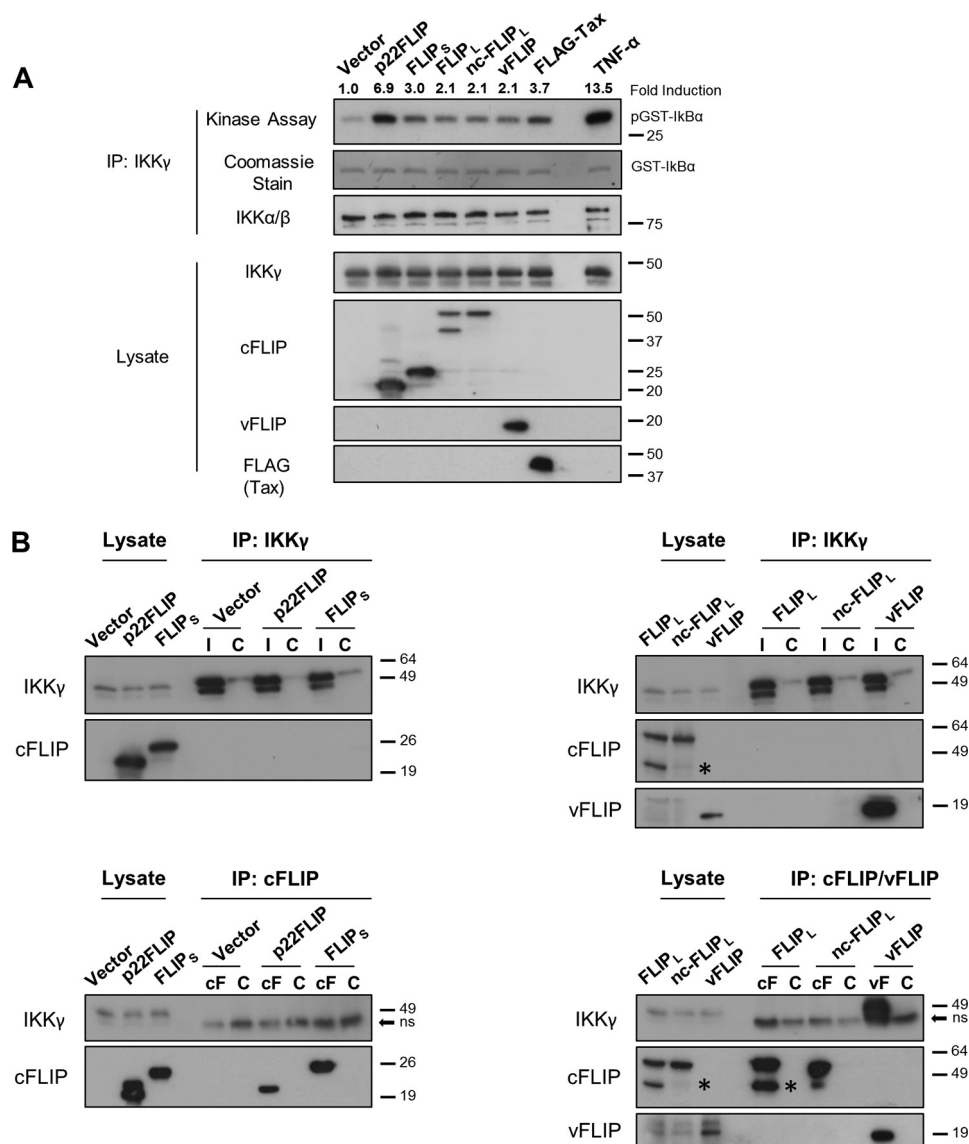 A
Vector p22FLIP FLIPS FLIPL nc-FLIPL vFLIP FLAG-Tax TNF-α
1.0 6.9 3.0 2.1 2.1 2.1 3.7 13.5 Fold Induction
IP: IKKγ
Kinase Assay pGST-IkBα
25
Coomassie Stain GST-IkBα
IKKα/β 75
Lysate
IKKγ 50
cFLIP 50 37 25 20
vFLIP 20
FLAG (Tax) 50 37
B
Lysate IP: IKKγ
Vector p22FLIP FLIPS Vector p22FLIP FLIPS
I C I C I C
IKKγ 64 49
cFLIP 26 19
Lysate IP: IKKγ
FLIPL nc-FLIPL vFLIP FLIPL nc-FLIPL vFLIP
I C I C I C
IKKγ 64 49
cFLIP * 64 49
vFLIP 19
Lysate IP: cFLIP
Vector p22FLIP FLIPS Vector p22FLIP FLIPS
cF C cF C cF C
IKKγ 49 ns
cFLIP 26 19
Lysate IP: cFLIP/vFLIP
FLIPL nc-FLIPL vFLIP FLIPL nc-FLIPL vFLIP
cF C cF C vF C
IKKγ 49 ns
cFLIP * * 64 49
vFLIP 19